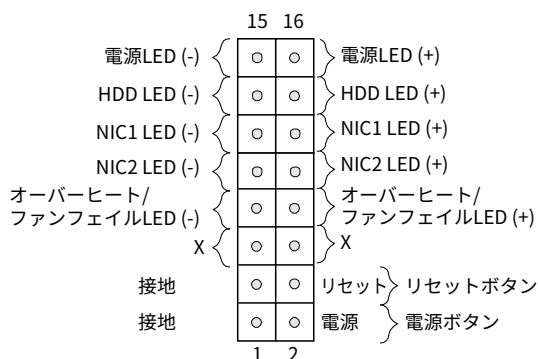 15 16
電源LED (-) 電源LED (+)
HDD LED (-) HDD LED (+)
NIC1 LED (-) NIC1 LED (+)
NIC2 LED (-) NIC2 LED (+)
オーバーヒート/
ファンフェイルLED (-)
オーバーヒート/
ファンフェイルLED (+)
X X
接地 リセット リセットボタン
接地 電源 電源ボタン
1 2